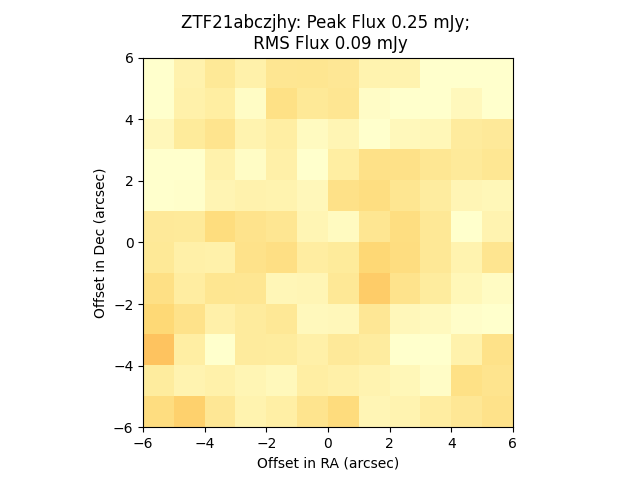 ZTF21abczjhy: Peak Flux 0.25 mJy;
RMS Flux 0.09 mJy
6
4
2
0
−2
−4
−6
Offset in Dec (arcsec)
−6 −4 −2 0 2 4 6
Offset in RA (arcsec)